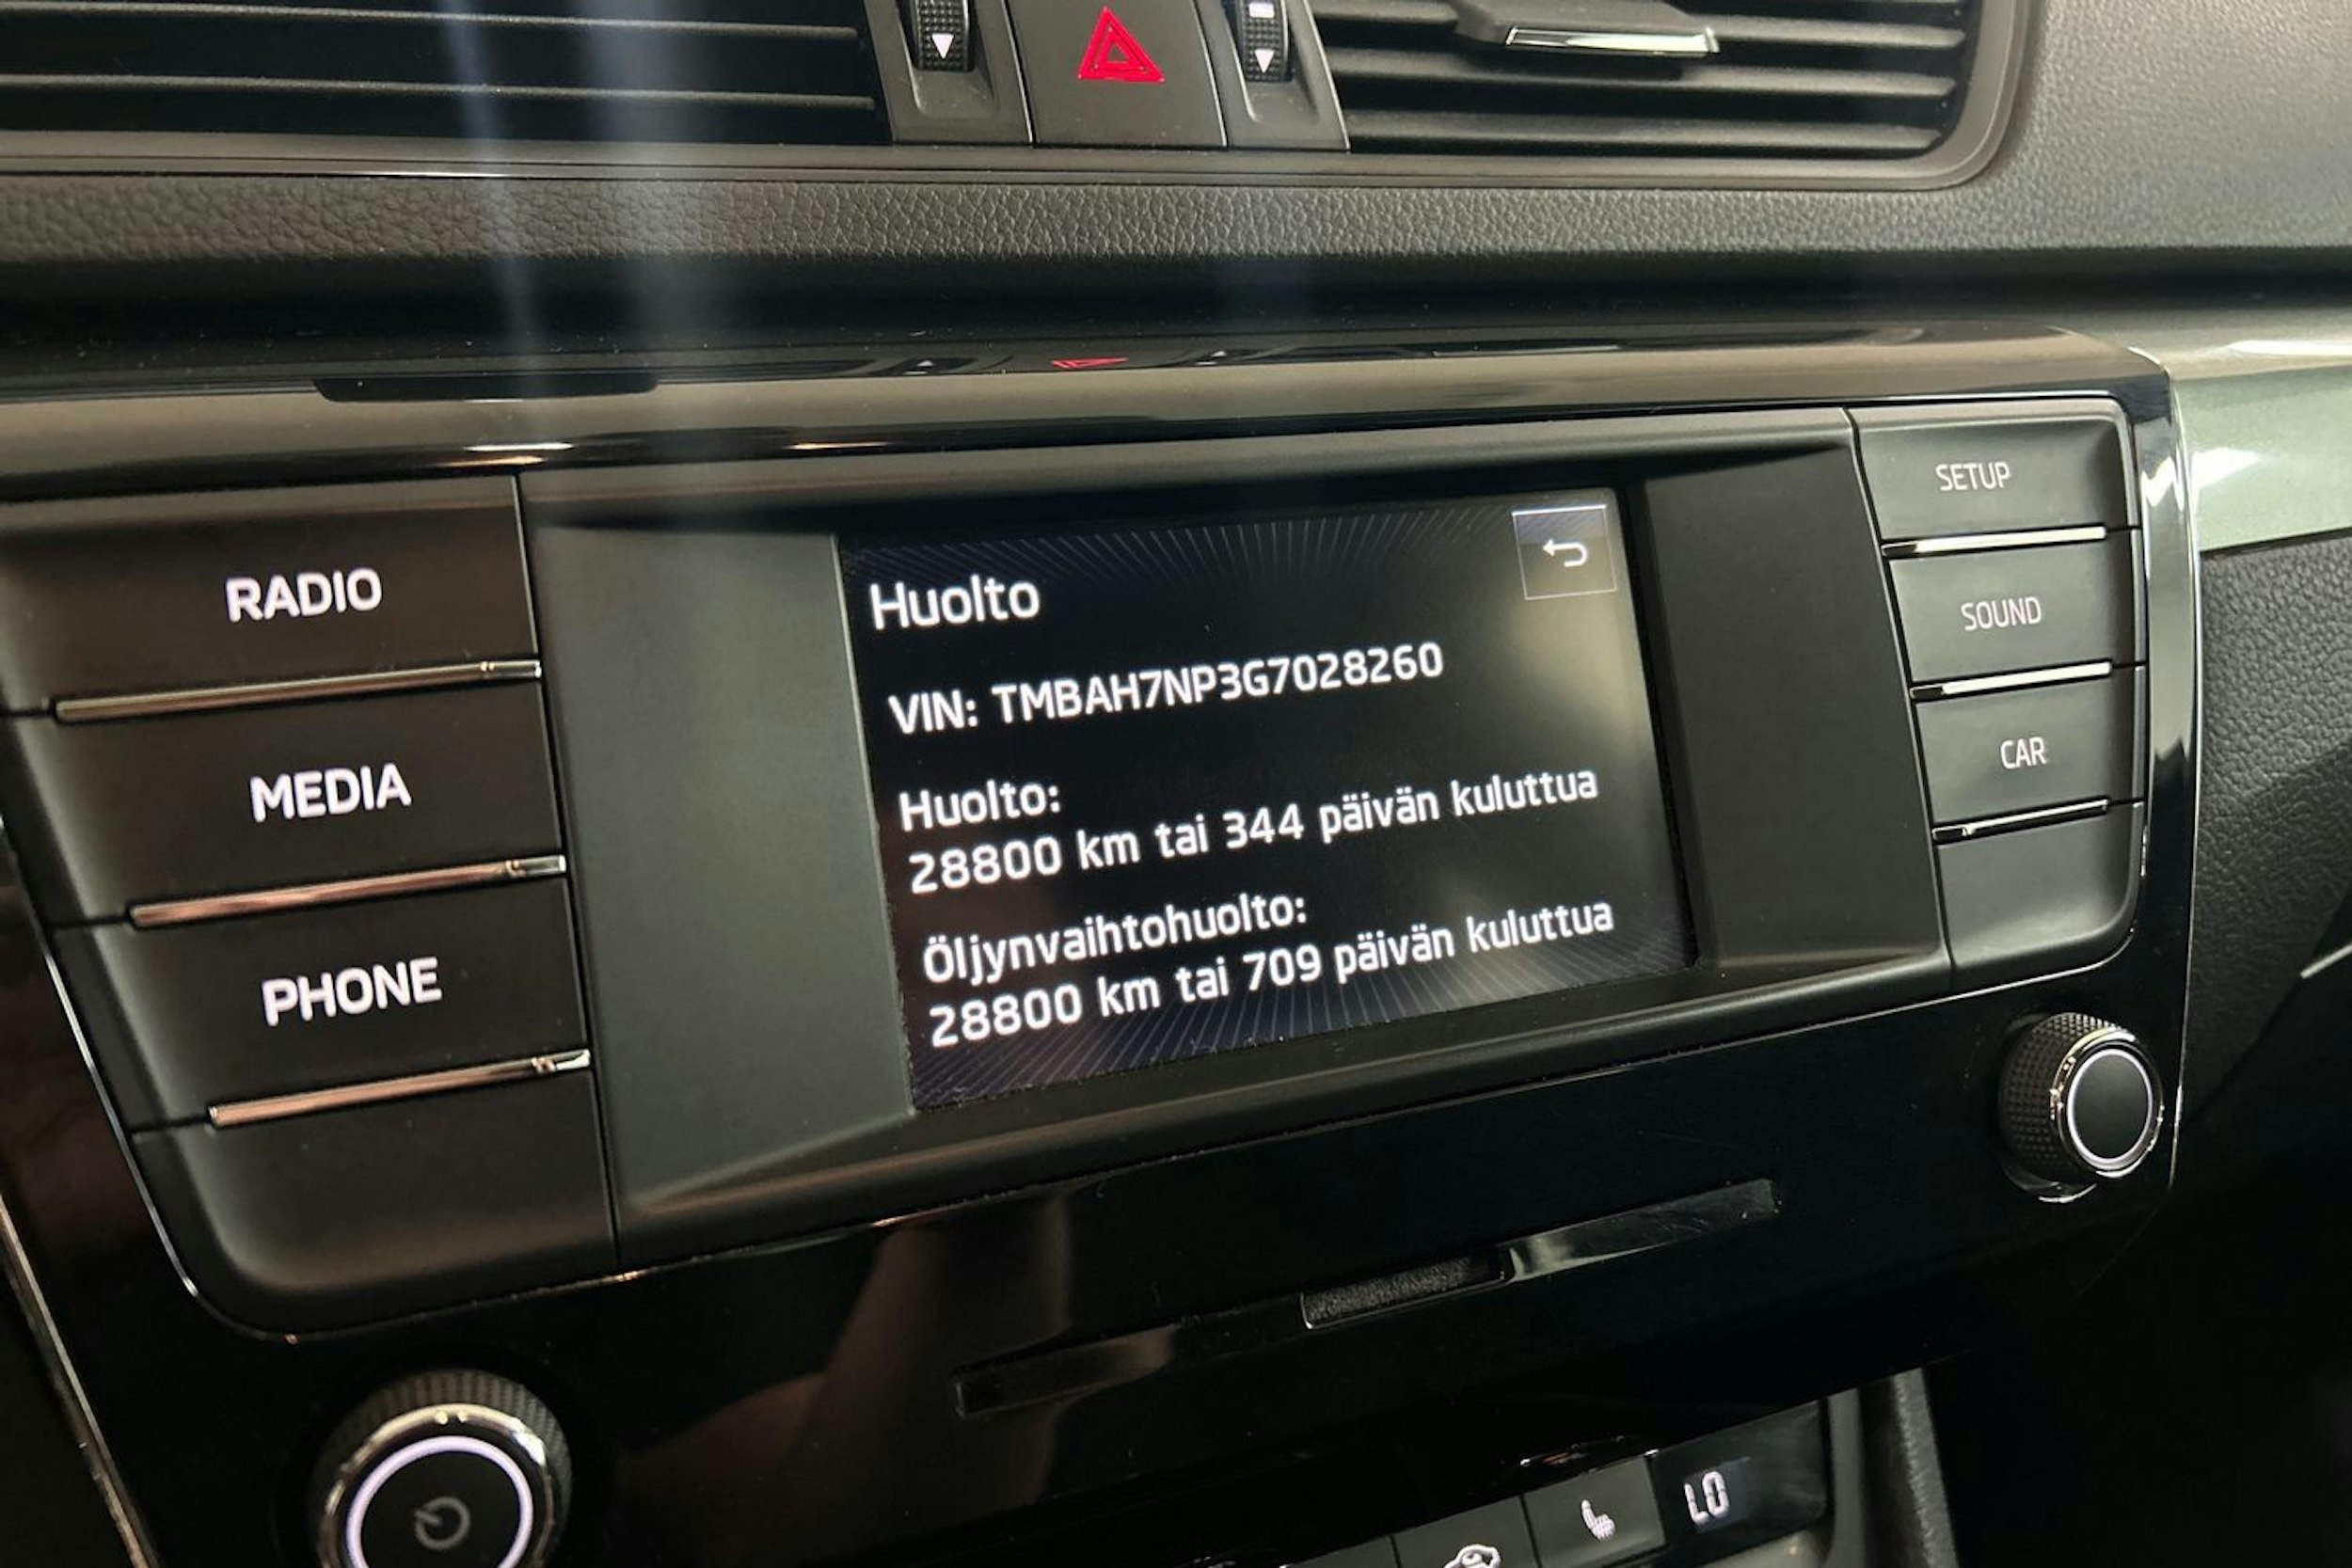 RADIO
MEDIA
PHONE
Huolto
VIN: TMBAH7NP3G7028260
Huolto:
28800 km tai 344 päivän kuluttua
Öljynvaihtohuolto:
28800 km tai 709 päivän kuluttua
SETUP
SOUND
CAR
LO